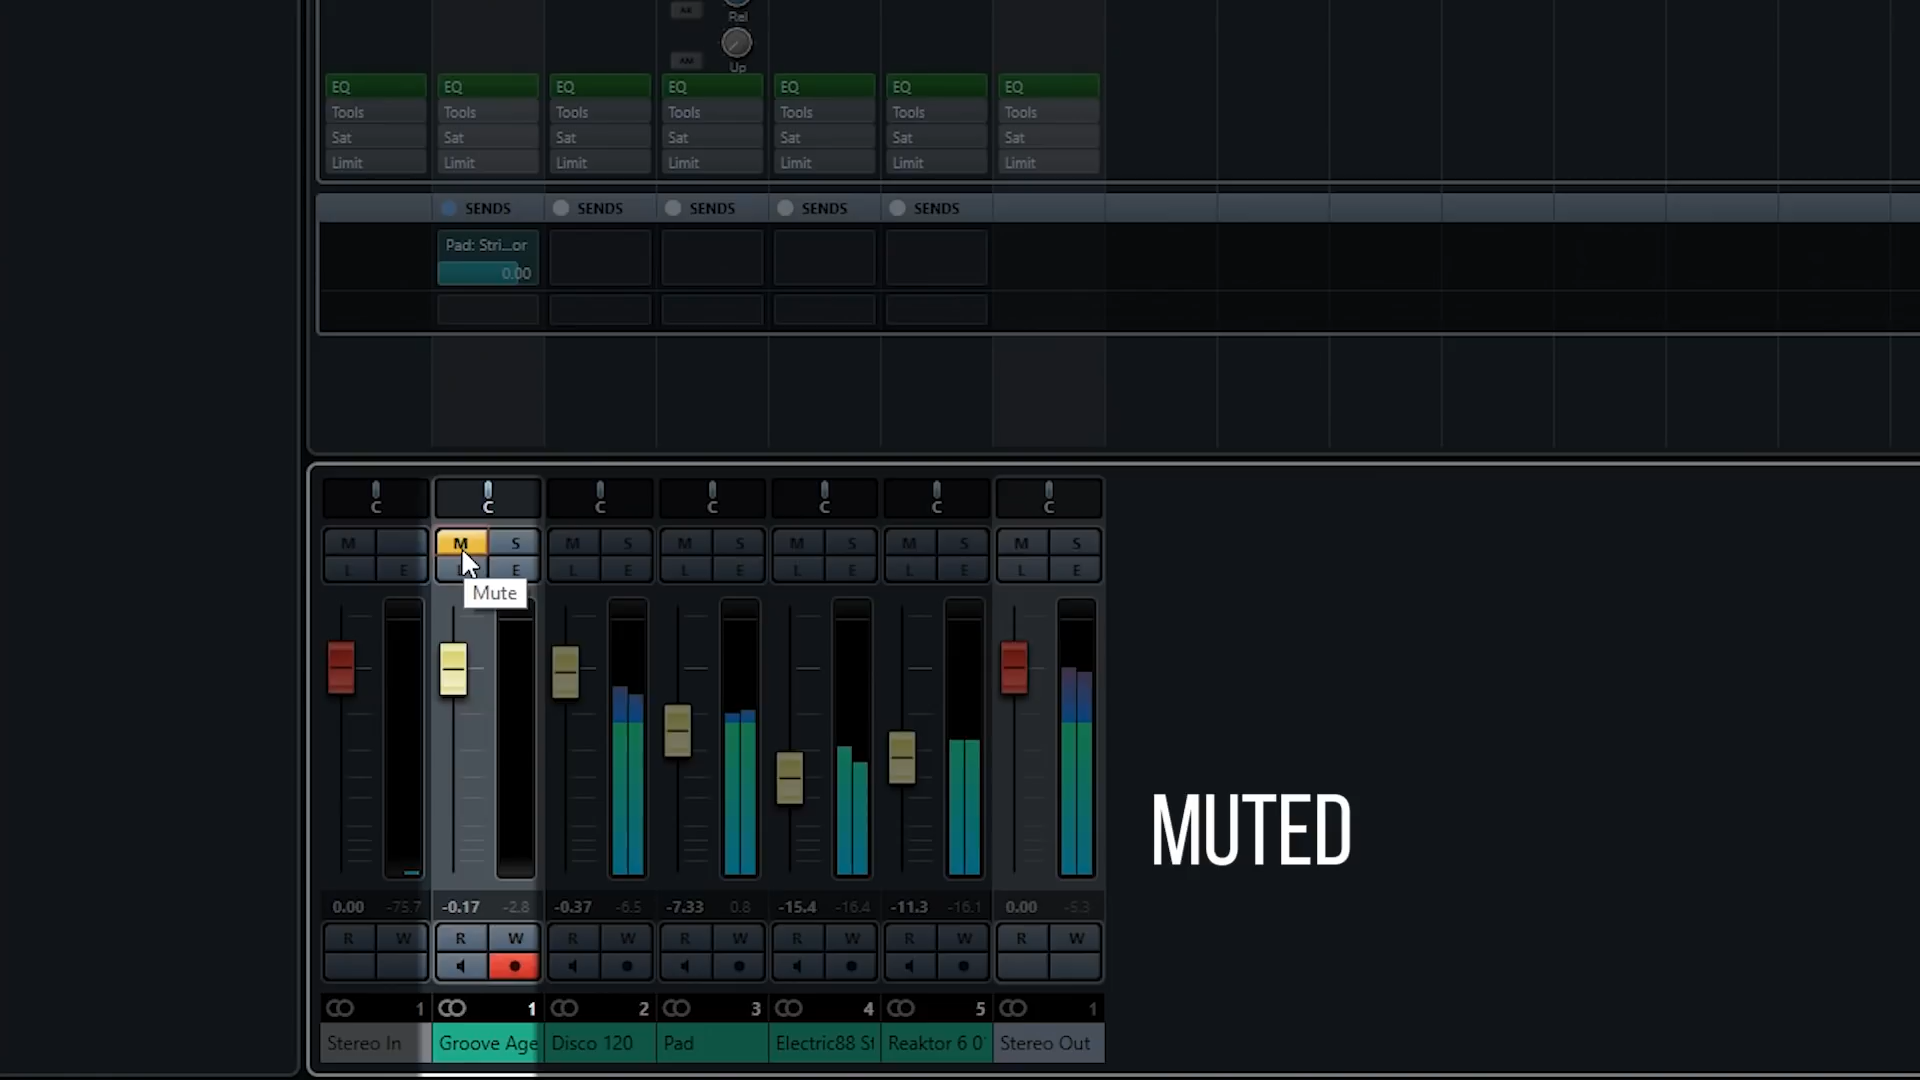 AR Rel
AM Up
EQ EQ EQ EQ EQ EQ EQ
Tools Tools Tools Tools Tools Tools Tools
Sat Sat Sat Sat Sat Sat Sat
Limit Limit Limit Limit Limit Limit Limit
SENDS SENDS SENDS SENDS SENDS
Pad: Stri...or
0.00
C C C C C C C
M M S M S M S M S M S M S
L E L E L E L E L E L E L E
Mute
MUTED
0.00 -75.7 -0.17 -2.8 -0.37 -6.5 -7.33 0.8 -15.4 -16.4 -11.3 -16.1 0.00 -5.3
R W R W R W R W R W R W R W
1 1 2 3 4 5 1
Stereo In Groove Age Disco 120 Pad Electric88 St Reaktor 6 0 Stereo Out